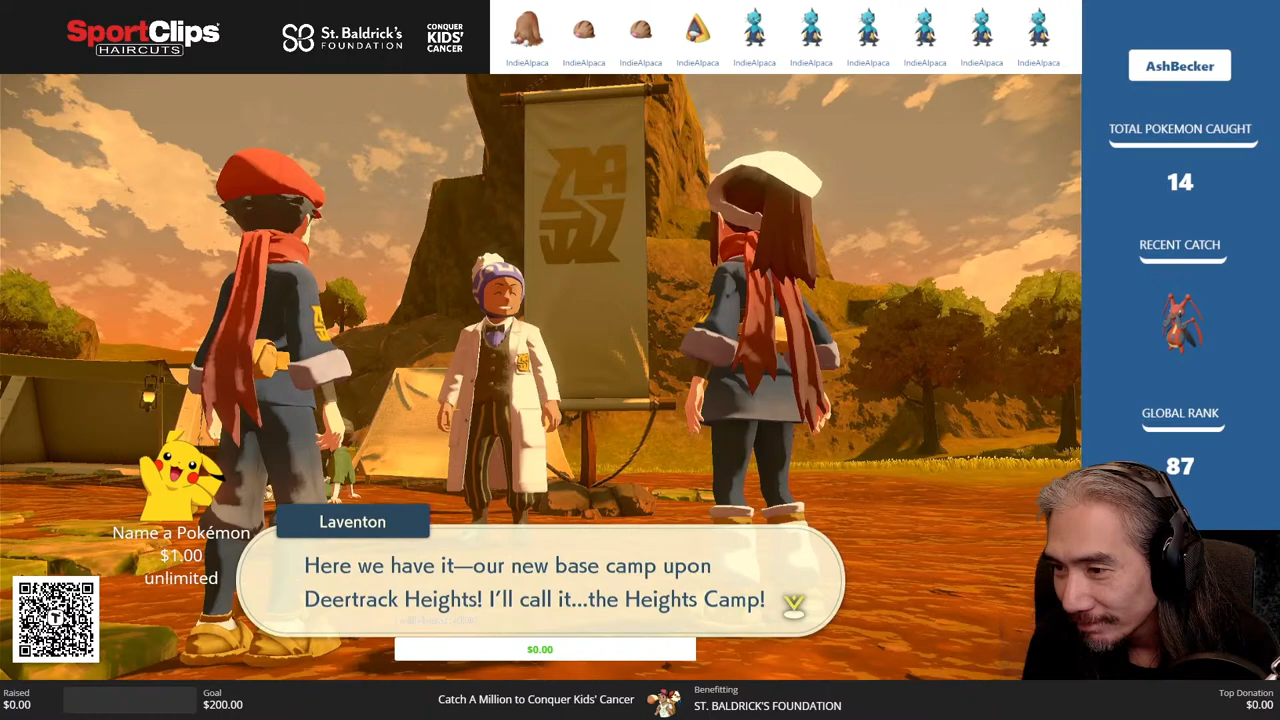 SportClips
HAIRCUTS
St. Baldrick's
FOUNDATION
CONQUER
KIDS'
CANCER
IndieAlpaca IndieAlpaca IndieAlpaca IndieAlpaca IndieAlpaca IndieAlpaca IndieAlpaca IndieAlpaca IndieAlpaca IndieAlpaca
AshBecker
TOTAL POKEMON CAUGHT
14
RECENT CATCH
GLOBAL RANK
87
Name a Pokémon
$1.00
unlimited
Laventon
Here we have it—our new base camp upon
Deertrack Heights! I'll call it...the Heights Camp!
$0.00
Raised
$0.00
Goal
$200.00
Catch A Million to Conquer Kids' Cancer
Benefitting
ST. BALDRICK'S FOUNDATION
Top Donation
$0.00